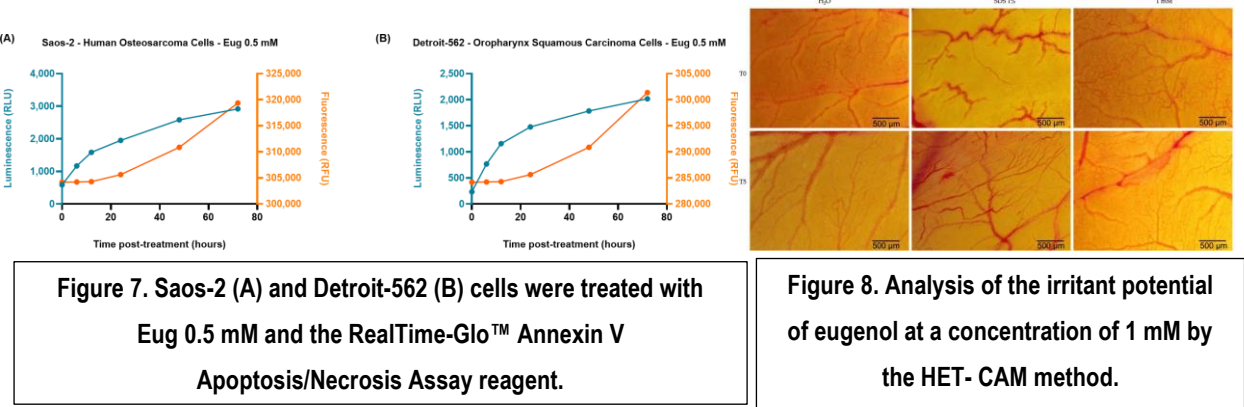 (A)
Saos-2 - Human Osteosarcoma Cells - Eug 0.5 mM
4,000
3,000
2,000
1,000
0
Luminescence (RLU)
325,000
320,000
315,000
310,000
305,000
300,000
Fluorescence (RFU)
0 20 40 60 80
Time post-treatment (hours)
(B)
Detroit-562 - Oropharynx Squamous Carcinoma Cells - Eug 0.5 mM
2,500
2,000
1,500
1,000
500
0
Luminescence (RLU)
305,000
300,000
295,000
290,000
285,000
280,000
Fluorescence (RFU)
0 20 40 60 80
Time post-treatment (hours)
H₂O SDS 1% 1 mM
T0
500 µm 500 µm 500 µm
T5
500 µm 500 µm 500 µm
Figure 7. Saos-2 (A) and Detroit-562 (B) cells were treated with
Eug 0.5 mM and the RealTime-Glo™ Annexin V
Apoptosis/Necrosis Assay reagent.
Figure 8. Analysis of the irritant potential
of eugenol at a concentration of 1 mM by
the HET- CAM method.